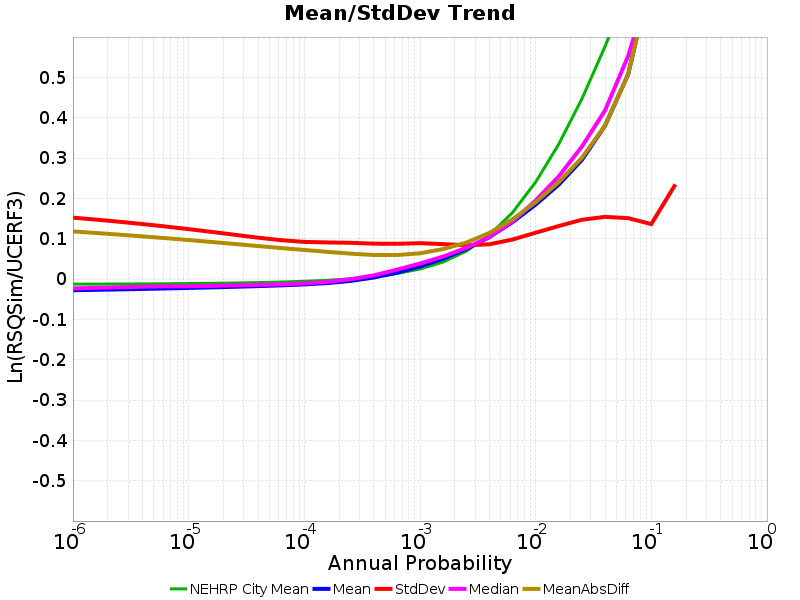 Mean/StdDev Trend
Ln(RSQSim/UCERF3)
0.5
0.4
0.3
0.2
0.1
0
-0.1
-0.2
-0.3
-0.4
-0.5
10^-6 10^-5 10^-4 10^-3 10^-2 10^-1 10^0
Annual Probability
NEHRP City Mean Mean StdDev Median MeanAbsDiff